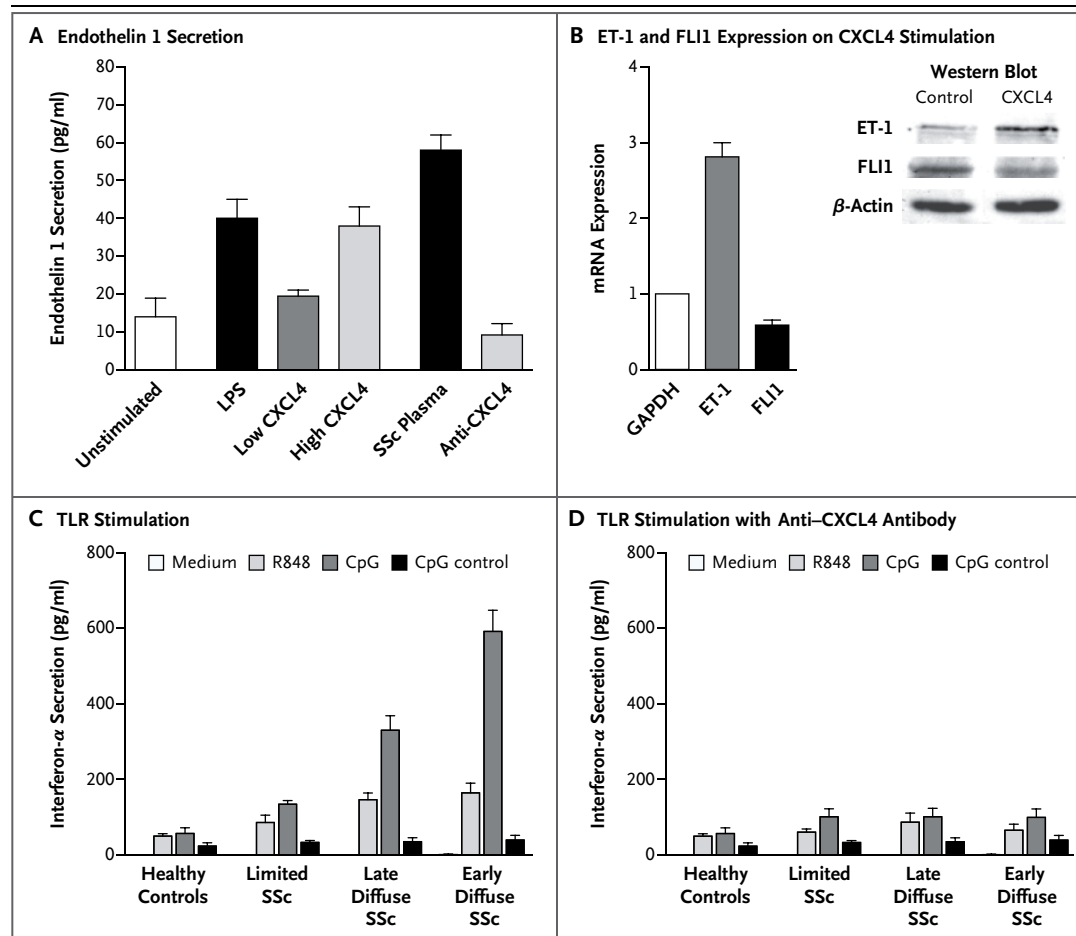 A Endothelin 1 Secretion
Endothelin 1 Secretion (pg/ml)
80
70
60
50
40
30
20
10
0
Unstimulated
LPS
Low CXCL4
High CXCL4
SSc Plasma
Anti-CXCL4
B ET-1 and FLI1 Expression on CXCL4 Stimulation
mRNA Expression
4
3
2
1
0
GAPDH
ET-1
FLI1
Western Blot
Control CXCL4
ET-1
FLI1
β-Actin
C TLR Stimulation
Interferon-α Secretion (pg/ml)
800
600
400
200
0
Medium R848 CpG CpG control
Healthy
Controls
Limited
SSc
Late
Diffuse
SSc
Early
Diffuse
SSc
D TLR Stimulation with Anti–CXCL4 Antibody
Interferon-α Secretion (pg/ml)
800
600
400
200
0
Medium R848 CpG CpG control
Healthy
Controls
Limited
SSc
Late
Diffuse
SSc
Early
Diffuse
SSc